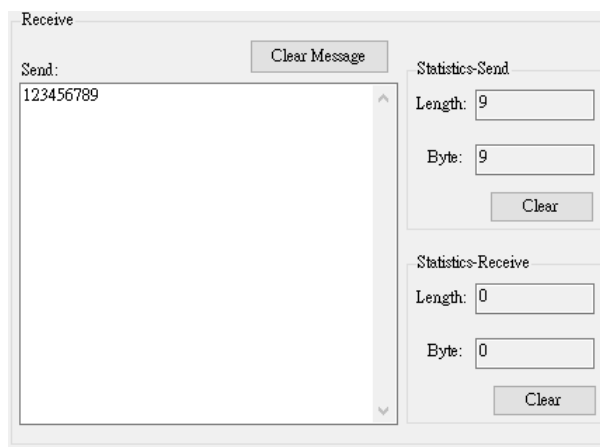 Receive
Clear Message
Send:
123456789
Statistics-Send
Length: 9
Byte: 9
Clear
Statistics-Receive
Length: 0
Byte: 0
Clear